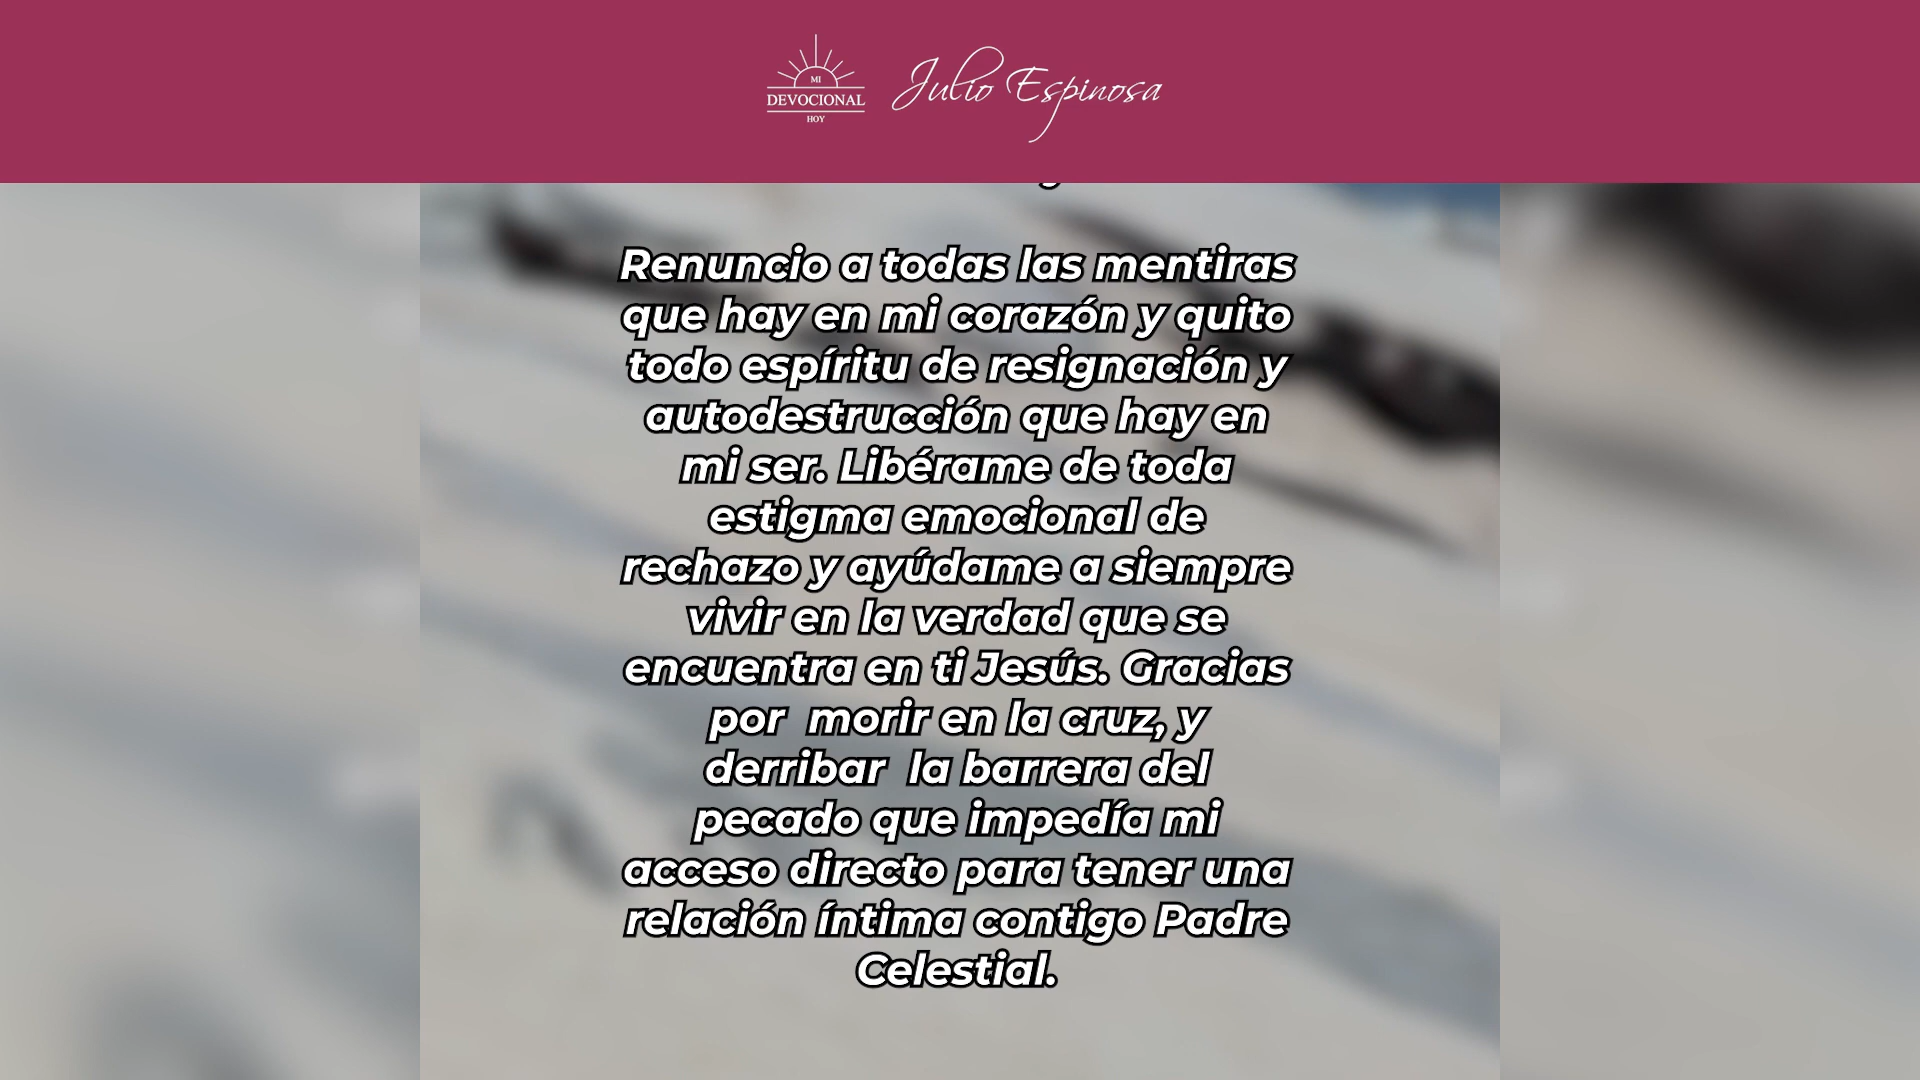 MI
DEVOCIONAL
HOY
Julio Espinosa
Renuncio a todas las mentiras
que hay en mi corazón y quito
todo espíritu de resignación y
autodestrucción que hay en
mi ser. Libérame de toda
estigma emocional de
rechazo y ayúdame a siempre
vivir en la verdad que se
encuentra en ti Jesús. Gracias
por  morir en la cruz, y
derribar  la barrera del
pecado que impedía mi
acceso directo para tener una
relación íntima contigo Padre
Celestial.